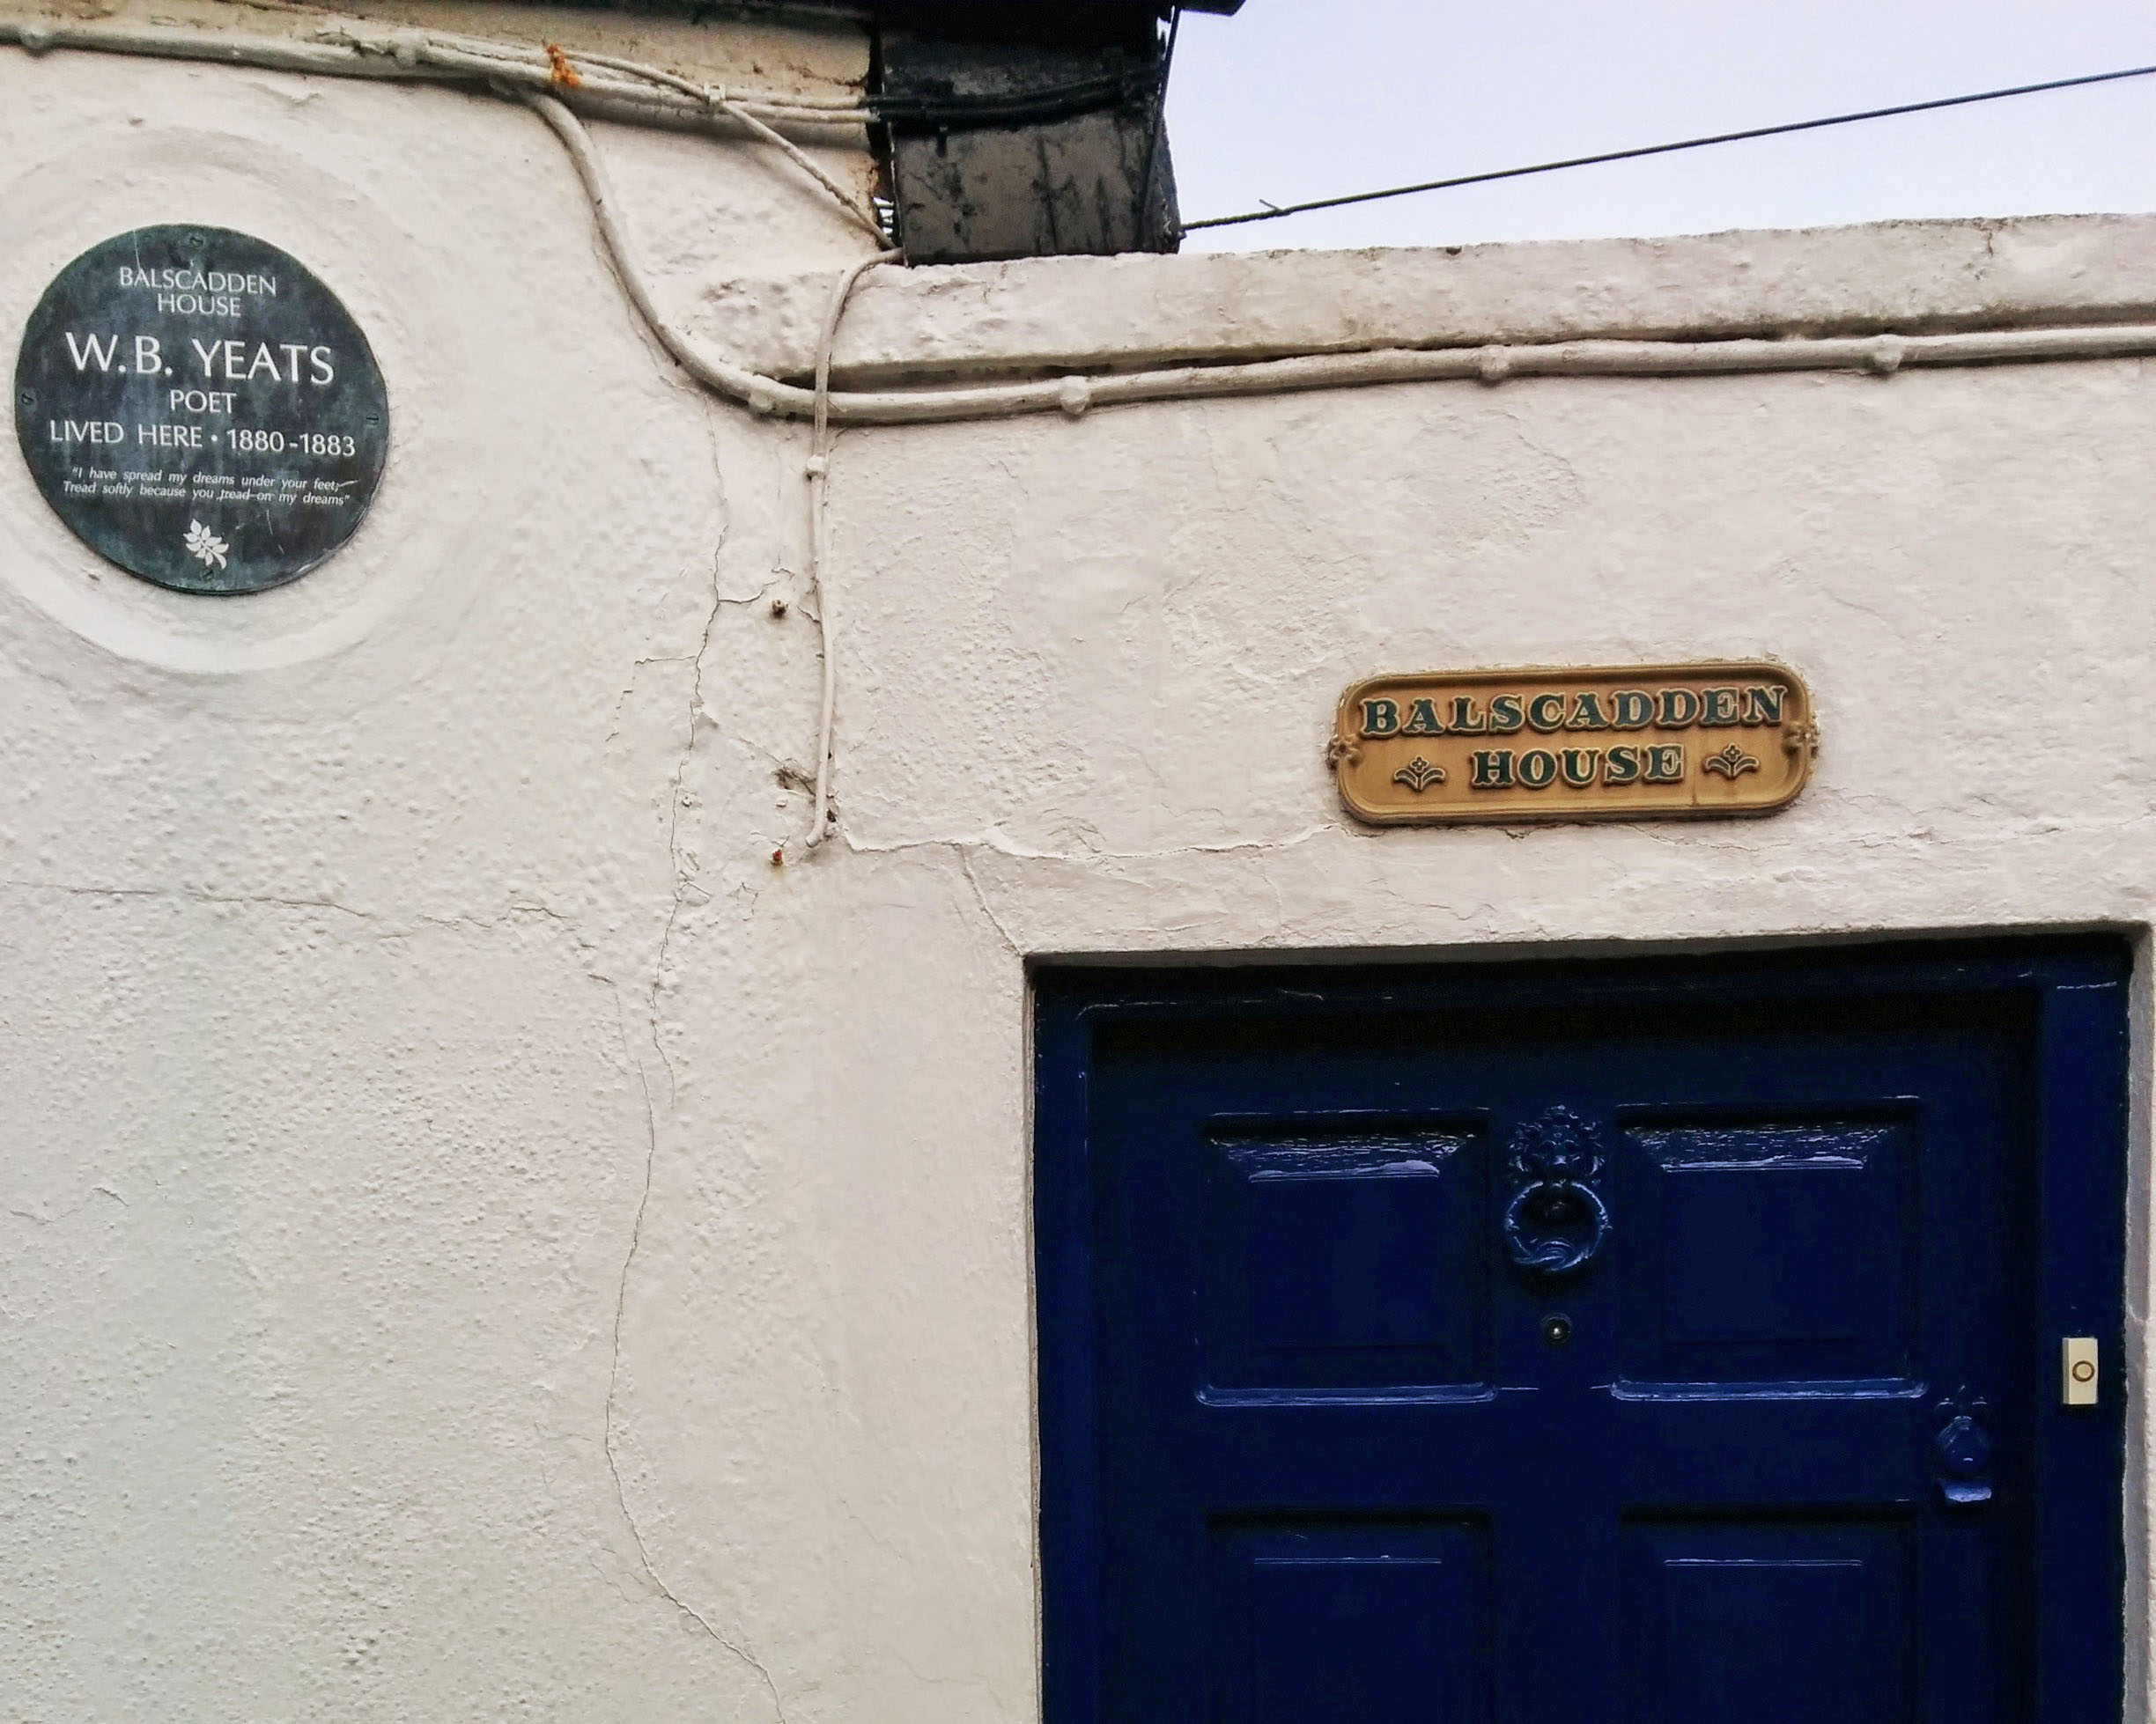 BALSCADDEN
HOUSE
W.B. YEATS
POET
LIVED HERE • 1880-1883
"I have spread my dreams under your feet;
Tread softly because you tread on my dreams"
BALSCADDEN
HOUSE